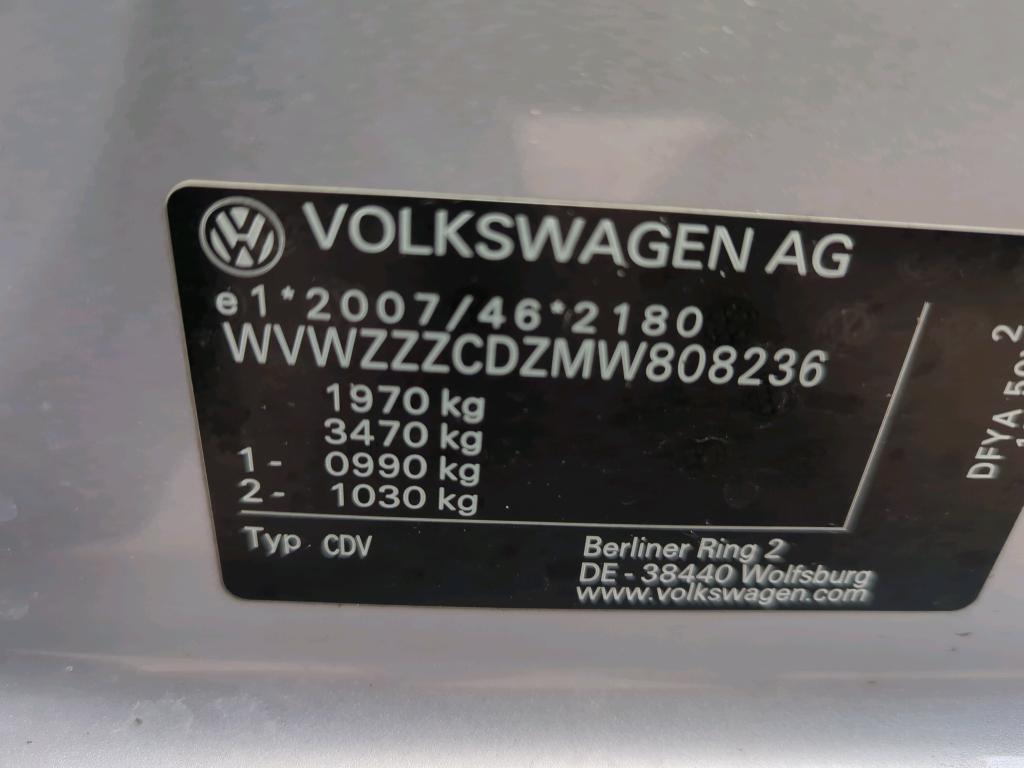 VOLKSWAGEN AG
e1*2007/46*2180
WVWZZZCDZMW808236
1970 kg
3470 kg
1- 0990 kg
2- 1030 kg
Typ CDV
Berliner Ring 2
DE - 38440 Wolfsburg
www.volkswagen.com
DFYA
2